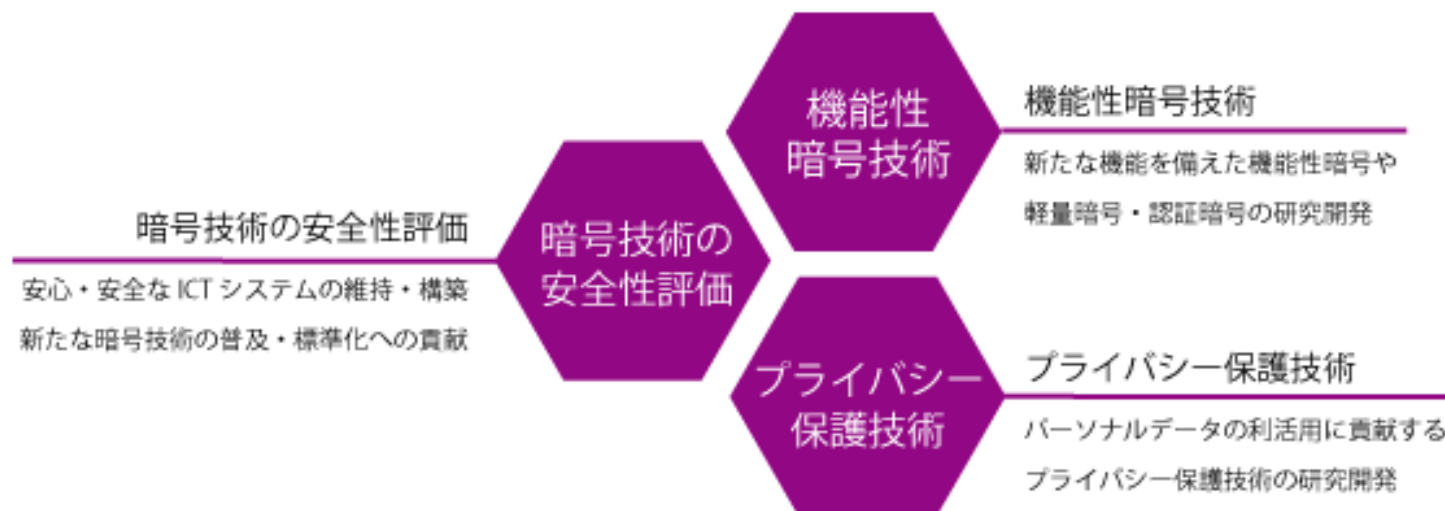 機能性
暗号技術
機能性暗号技術
新たな機能を備えた機能性暗号や
軽量暗号・認証暗号の研究開発
暗号技術の安全性評価
安心・安全な ICT システムの維持・構築
新たな暗号技術の普及・標準化への貢献
暗号技術の
安全性評価
プライバシー
保護技術
プライバシー保護技術
パーソナルデータの利活用に貢献する
プライバシー保護技術の研究開発